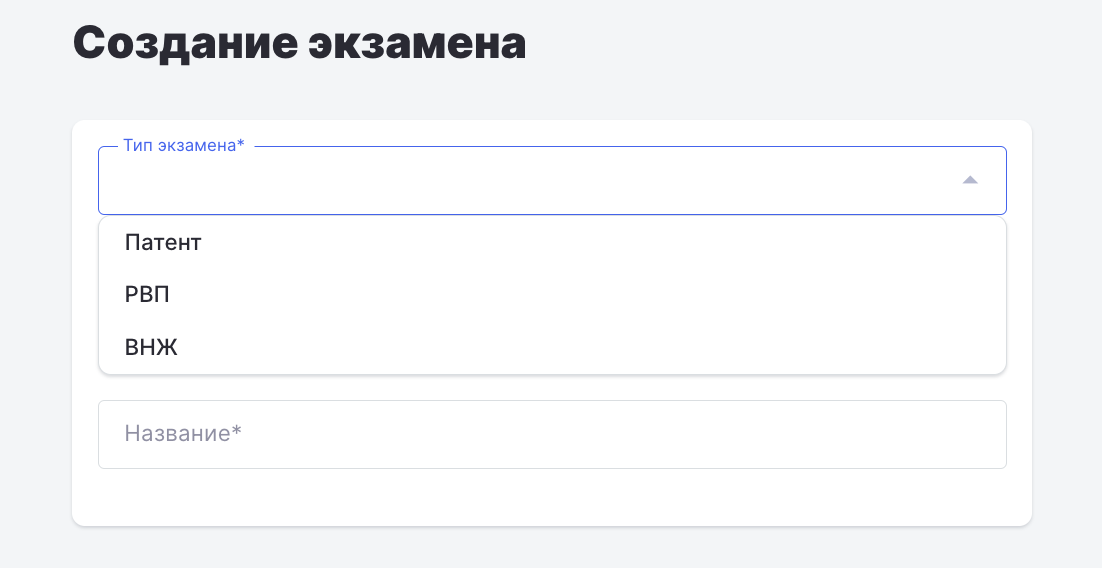 Создание экзамена
Тип экзамена*
Патент
РВП
ВНЖ
Название*